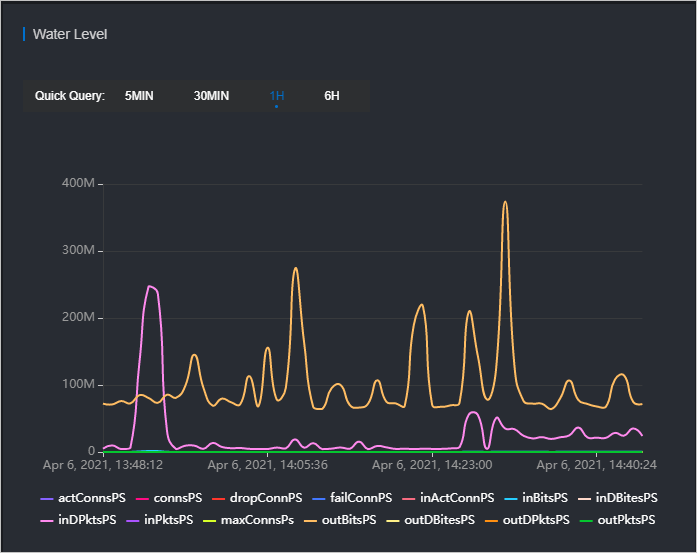 Water Level
Quick Query: 5MIN 30MIN 1H 6H
400M
300M
200M
100M
0
Apr 6, 2021, 13:48:12 Apr 6, 2021, 14:05:36 Apr 6, 2021, 14:23:00 Apr 6, 2021, 14:40:24
actConnsPS connsPS dropConnPS failConnPS inActConnPS inBitsPS inDBitesPS
inDPktsPS inPktsPS maxConnsPs outBitsPS outDBitesPS outDPktsPS outPktsPS